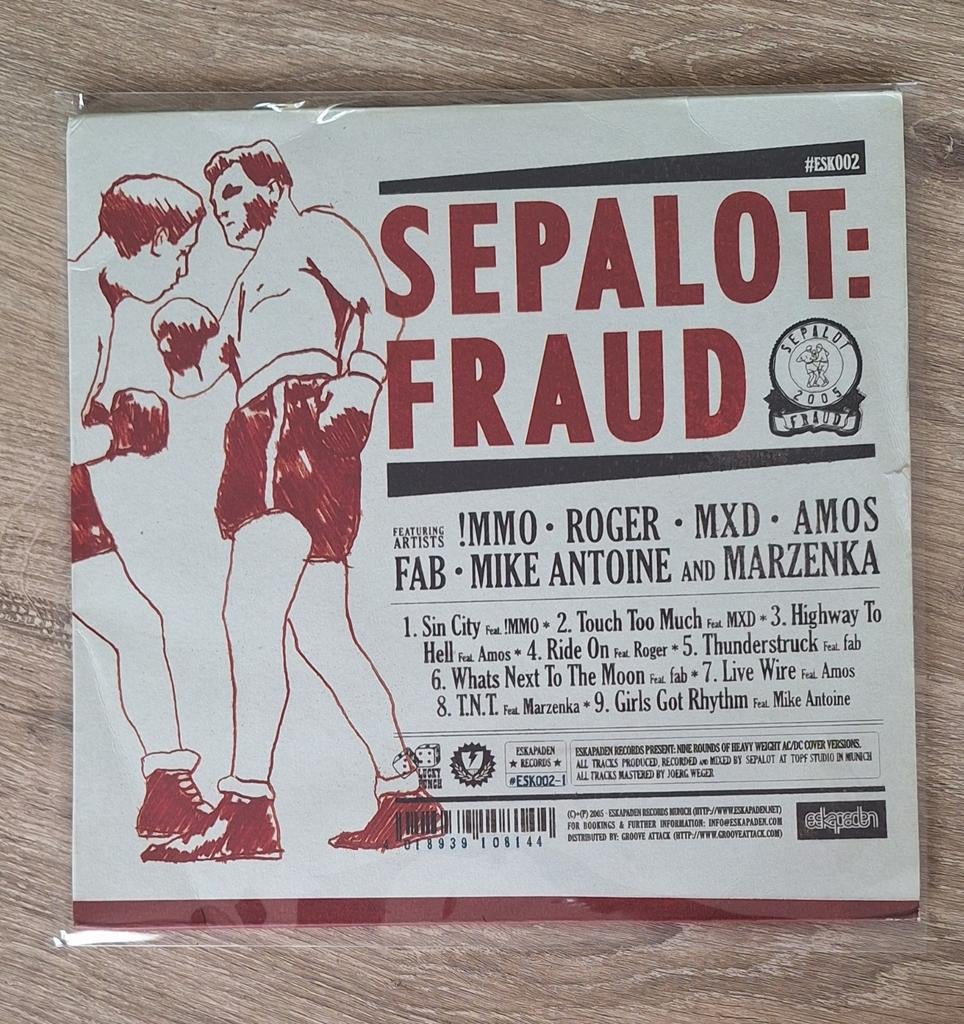 #ESK002
SEPALOT:
FRAUD
SEPALOT
2005
FRAUD
FEATURING
ARTISTS !MMO · ROGER · MXD · AMOS
FAB · MIKE ANTOINE AND MARZENKA
1. Sin City Feat. !MMO * 2. Touch Too Much Feat. MXD * 3. Highway To
Hell Feat. Amos * 4. Ride On Feat. Roger * 5. Thunderstruck Feat. fab
6. Whats Next To The Moon Feat. fab * 7. Live Wire Feat. Amos
8. T.N.T. Feat. Marzenka * 9. Girls Got Rhythm Feat. Mike Antoine
LUCKY
PUNCH
ESKAPADEN
★ RECORDS ★
#ESK002-1
ESKAPADEN RECORDS PRESENT: NINE ROUNDS OF HEAVY WEIGHT AC/DC COVER VERSIONS.
ALL TRACKS PRODUCED, RECORDED AND MIXED BY SEPALOT AT TOPF STUDIO IN MUNICH
ALL TRACKS MASTERED BY JOERG WEGER
4 018939 108144
(C)+(P) 2005 · ESKAPADEN RECORDS MUNICH (HTTP://WWW.ESKAPADEN.NET)
FOR BOOKINGS & FURTHER INFORMATION: INFO@ESKAPADEN.COM
DISTRIBUTED BY: GROOVE ATTACK (HTTP://WWW.GROOVEATTACK.COM)
eskapaden